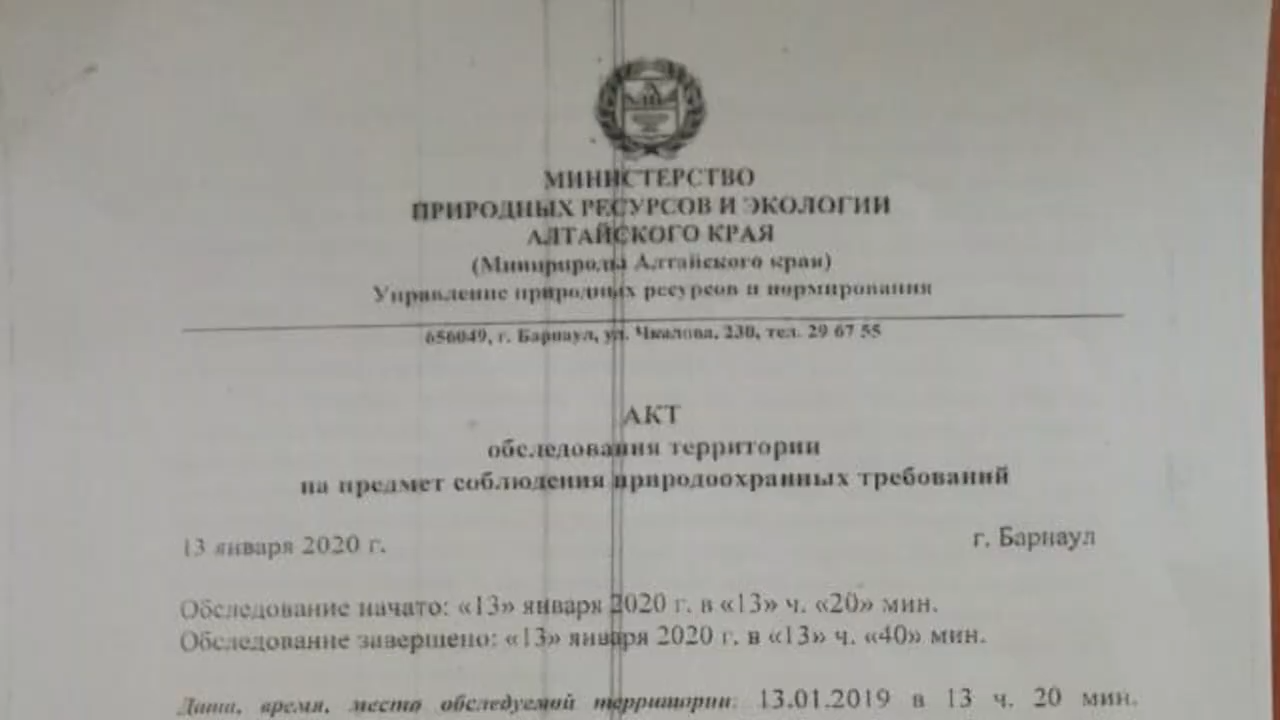 МИНИСТЕРСТВО
ПРИРОДНЫХ РЕСУРСОВ И ЭКОЛОГИИ
АЛТАЙСКОГО КРАЯ
(Минприроды Алтайского края)
Управление природных ресурсов и нормирования
656049, г. Барнаул, ул. Чкалова, 230, тел. 29 67 55
АКТ
обследования территории
на предмет соблюдения природоохранных требований
13 января 2020 г.
г. Барнаул
Обследование начато: «13» января 2020 г. в «13» ч. «20» мин.
Обследование завершено: «13» января 2020 г. в «13» ч. «40» мин.
Дата, время, место обследуемой территории: 13.01.2019 в 13 ч. 20 мин.